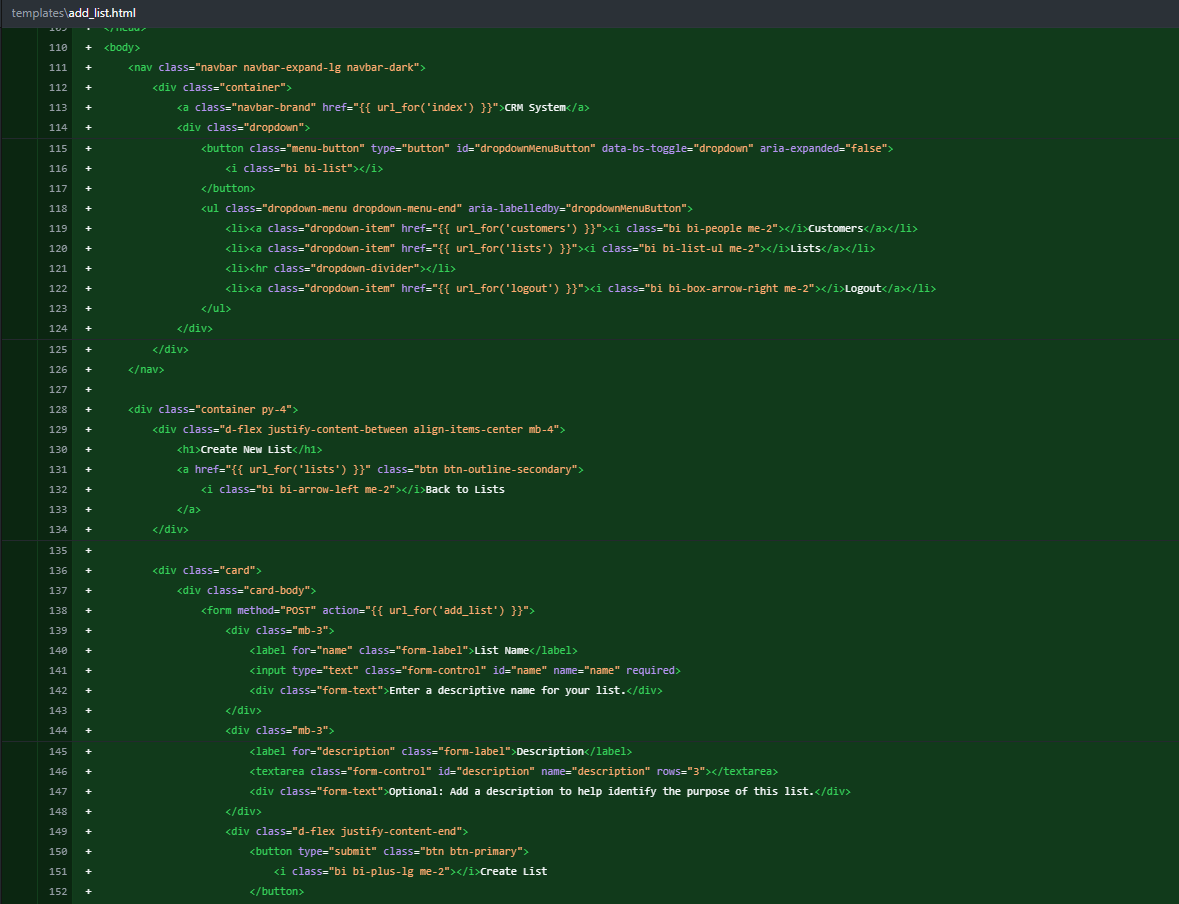 templates\add_list.html
109 + </head>
110 + <body>
111 + <nav class="navbar navbar-expand-lg navbar-dark">
112 + <div class="container">
113 + <a class="navbar-brand" href="{{ url_for('index') }}">CRM System</a>
114 + <div class="dropdown">
115 + <button class="menu-button" type="button" id="dropdownMenuButton" data-bs-toggle="dropdown" aria-expanded="false">
116 + <i class="bi bi-list"></i>
117 + </button>
118 + <ul class="dropdown-menu dropdown-menu-end" aria-labelledby="dropdownMenuButton">
119 + <li><a class="dropdown-item" href="{{ url_for('customers') }}"><i class="bi bi-people me-2"></i>Customers</a></li>
120 + <li><a class="dropdown-item" href="{{ url_for('lists') }}"><i class="bi bi-list-ul me-2"></i>Lists</a></li>
121 + <li><hr class="dropdown-divider"></li>
122 + <li><a class="dropdown-item" href="{{ url_for('logout') }}"><i class="bi bi-box-arrow-right me-2"></i>Logout</a></li>
123 + </ul>
124 + </div>
125 + </div>
126 + </nav>
127 +
128 + <div class="container py-4">
129 + <div class="d-flex justify-content-between align-items-center mb-4">
130 + <h1>Create New List</h1>
131 + <a href="{{ url_for('lists') }}" class="btn btn-outline-secondary">
132 + <i class="bi bi-arrow-left me-2"></i>Back to Lists
133 + </a>
134 + </div>
135 +
136 + <div class="card">
137 + <div class="card-body">
138 + <form method="POST" action="{{ url_for('add_list') }}">
139 + <div class="mb-3">
140 + <label for="name" class="form-label">List Name</label>
141 + <input type="text" class="form-control" id="name" name="name" required>
142 + <div class="form-text">Enter a descriptive name for your list.</div>
143 + </div>
144 + <div class="mb-3">
145 + <label for="description" class="form-label">Description</label>
146 + <textarea class="form-control" id="description" name="description" rows="3"></textarea>
147 + <div class="form-text">Optional: Add a description to help identify the purpose of this list.</div>
148 + </div>
149 + <div class="d-flex justify-content-end">
150 + <button type="submit" class="btn btn-primary">
151 + <i class="bi bi-plus-lg me-2"></i>Create List
152 + </button>